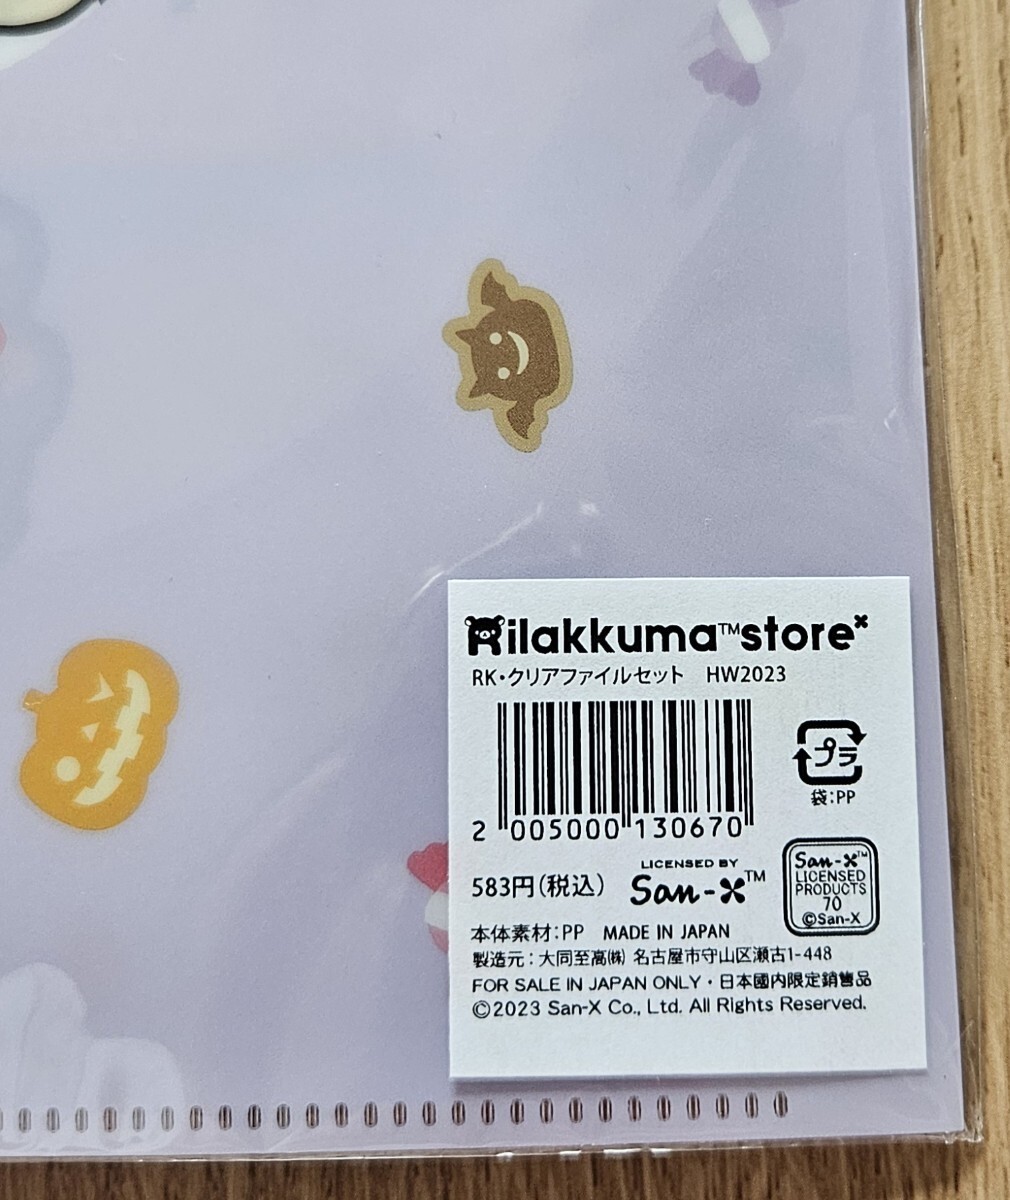 Rilakkuma™store
RK・クリアファイルセット HW2023
プラ
袋:PP
2 005000 130670
583円(税込)
LICENSED BY
San-X™
San-X™
LICENSED
PRODUCTS
70
©San-X
本体素材:PP MADE IN JAPAN
製造元:大同至高㈱ 名古屋市守山区瀬古1-448
FOR SALE IN JAPAN ONLY・日本國内限定銷售品
©2023 San-X Co., Ltd. All Rights Reserved.